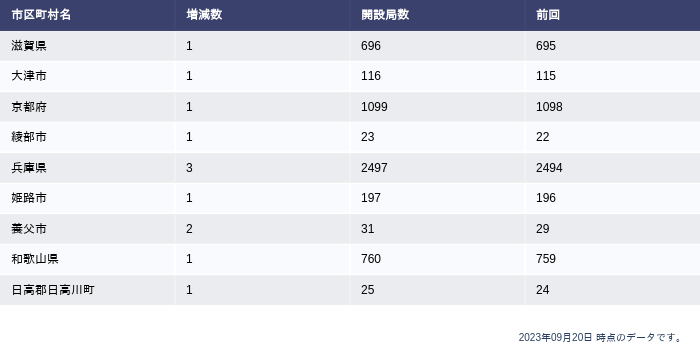 市区町村名 増減数 開設局数 前回
滋賀県 1 696 695
大津市 1 116 115
京都府 1 1099 1098
綾部市 1 23 22
兵庫県 3 2497 2494
姫路市 1 197 196
養父市 2 31 29
和歌山県 1 760 759
日高郡日高川町 1 25 24
2023年09月20日 時点のデータです。